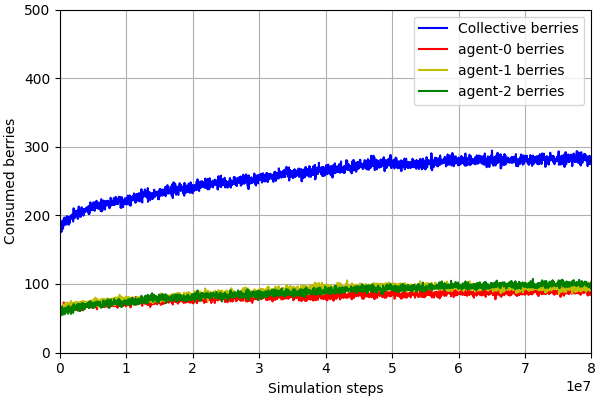 500
400
300
200
100
0
Consumed berries
Collective berries
agent-0 berries
agent-1 berries
agent-2 berries
0 1 2 3 4 5 6 7 8
1e7
Simulation steps